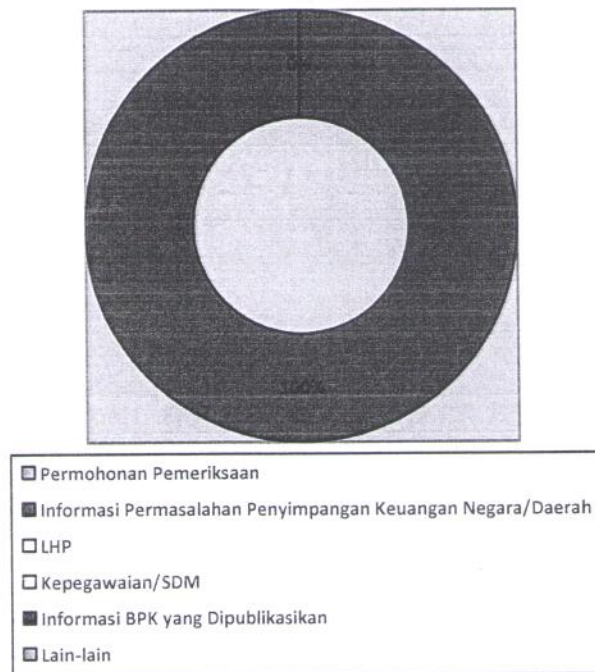 0%
100%
Permohonan Pemeriksaan
Informasi Permasalahan Penyimpangan Keuangan Negara/Daerah
LHP
Kepegawaian/SDM
Informasi BPK yang Dipublikasikan
Lain-lain